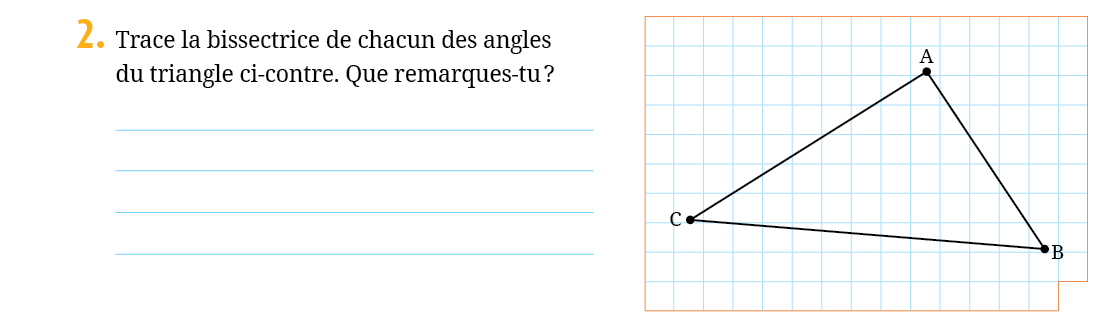 2. Trace la bissectrice de chacun des angles
du triangle ci-contre. Que remarques-tu ?
A
C
B